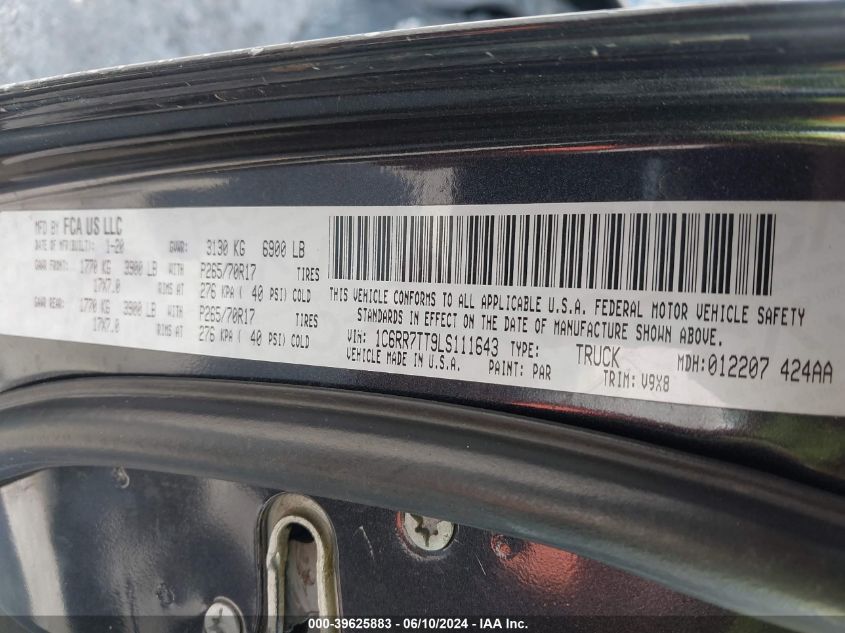 MFD BY FCA US LLC
DATE OF MFR(BUILT): 1-20 GVWR: 3130 KG 6900 LB
GAWR FRONT: 1770 KG 3900 LB WITH P265/70R17 TIRES
17X7.0 RIMS AT 276 KPA ( 40 PSI) COLD
GAWR REAR: 1770 KG 3900 LB WITH P265/70R17 TIRES
17X7.0 RIMS AT 276 KPA ( 40 PSI) COLD
THIS VEHICLE CONFORMS TO ALL APPLICABLE U.S.A. FEDERAL MOTOR VEHICLE SAFETY
STANDARDS IN EFFECT ON THE DATE OF MANUFACTURE SHOWN ABOVE.
VIN: 1C6RR7TT9LS111643 TYPE: TRUCK MDH:012207 424AA
VEHICLE MADE IN U.S.A. PAINT: PAR TRIM: V9X8
000-39625883 - 06/10/2024 - IAA Inc.